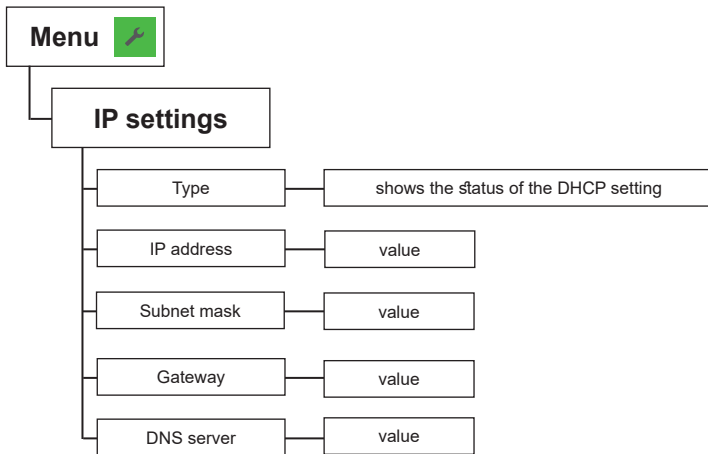 Menu
IP settings
Type
shows the status of the DHCP setting
IP address
value
Subnet mask
value
Gateway
value
DNS server
value